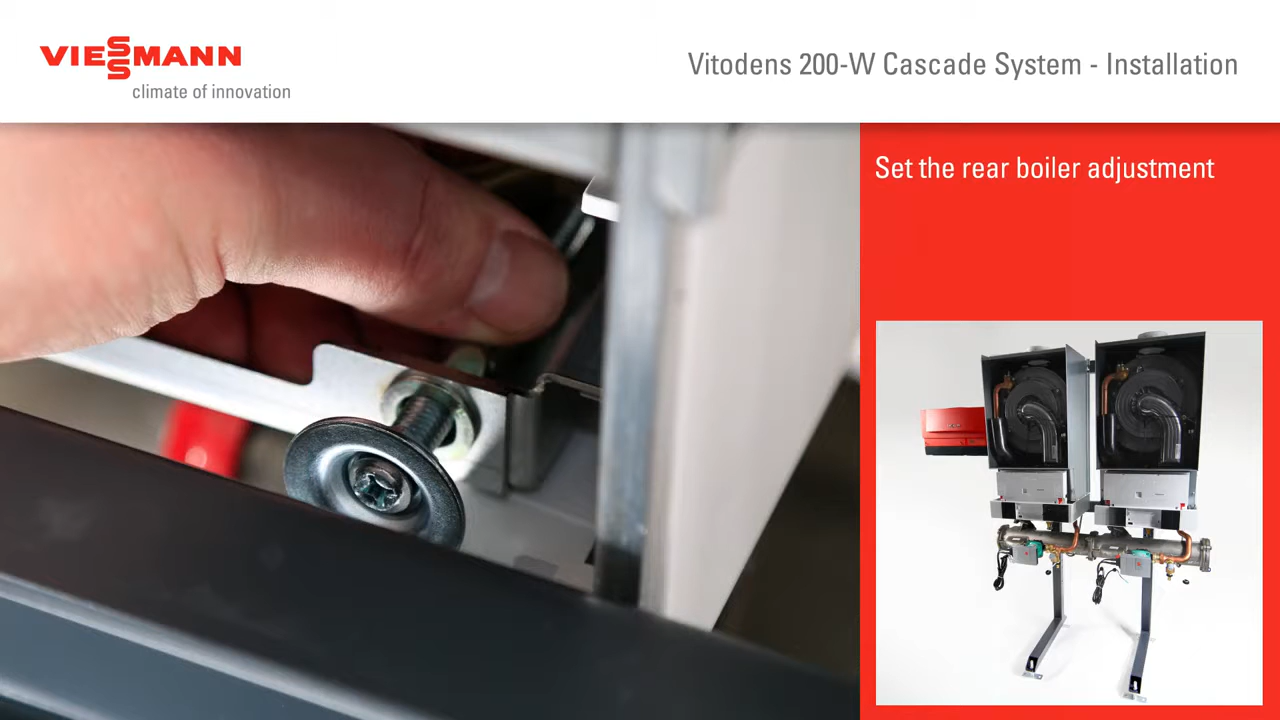 VIESSMANN
climate of innovation
Vitodens 200-W Cascade System - Installation
Set the rear boiler adjustment